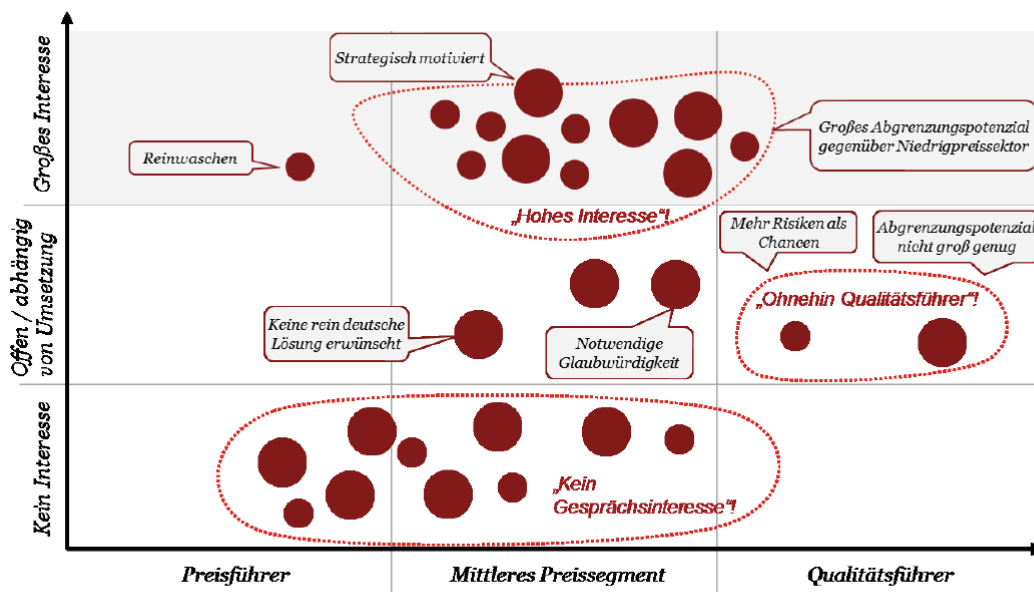 Großes Interesse
Offen / abhängig
von Umsetzung
Kein Interesse
Strategisch motiviert
Reinwaschen
Großes Abgrenzungspotenzial
gegenüber Niedrigpreissektor
„Hohes Interesse“!
Mehr Risiken als
Chancen
Abgrenzungspotenzial
nicht groß genug
„Ohnehin Qualitätsführer“!
Keine rein deutsche
Lösung erwünscht
Notwendige
Glaubwürdigkeit
„Kein
Gesprächsinteresse“!
Preisführer
Mittleres Preissegment
Qualitätsführer